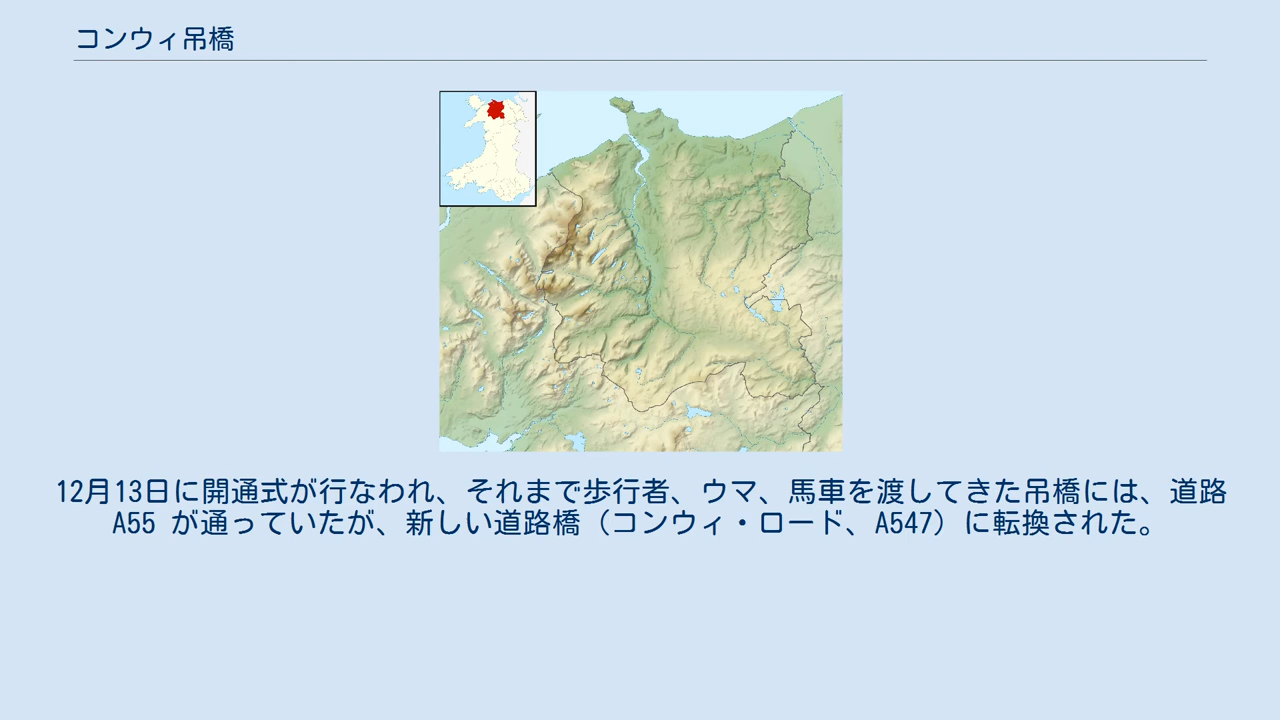 コンウィ吊橋
12月13日に開通式が行なわれ、それまで歩行者、ウマ、馬車を渡してきた吊橋には、道路
A55 が通っていたが、新しい道路橋（コンウィ・ロード、A547）に転換された。